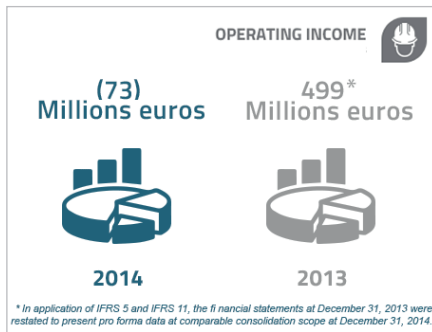 OPERATING INCOME
(73)
Millions euros
499*
Millions euros
2014
2013
* In application of IFRS 5 and IFRS 11, the fi nancial statements at December 31, 2013 were
restated to present pro forma data at comparable consolidation scope at December 31, 2014.